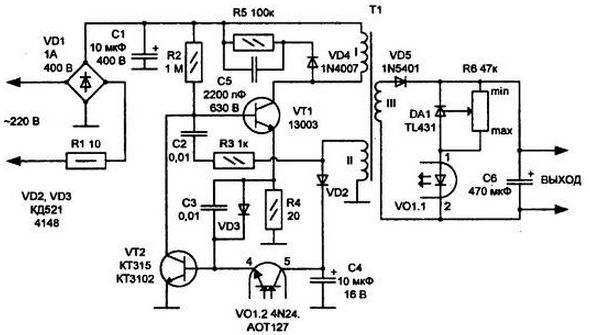 T1
R5 100к
C1
10 мкФ
400 В
VD1
1А
400 В
R2
1 М
VD4
1N4007
I
VD5
1N5401
R6 47к
C5
2200 пФ
630 В
VT1
13003
III
DA1
TL431
min
max
~220 В
R1 10
C2
0,01
R3 1к
II
VD2
1
C6
470 мкФ
ВЫХОД
VO1.1
2
VD2, VD3
КД521
4148
C3
0,01
VD3
R4
20
VT2
КТ315
КТ3102
4
5
C4
10 мкФ
16 В
VO1.2 4N24.
АОТ127